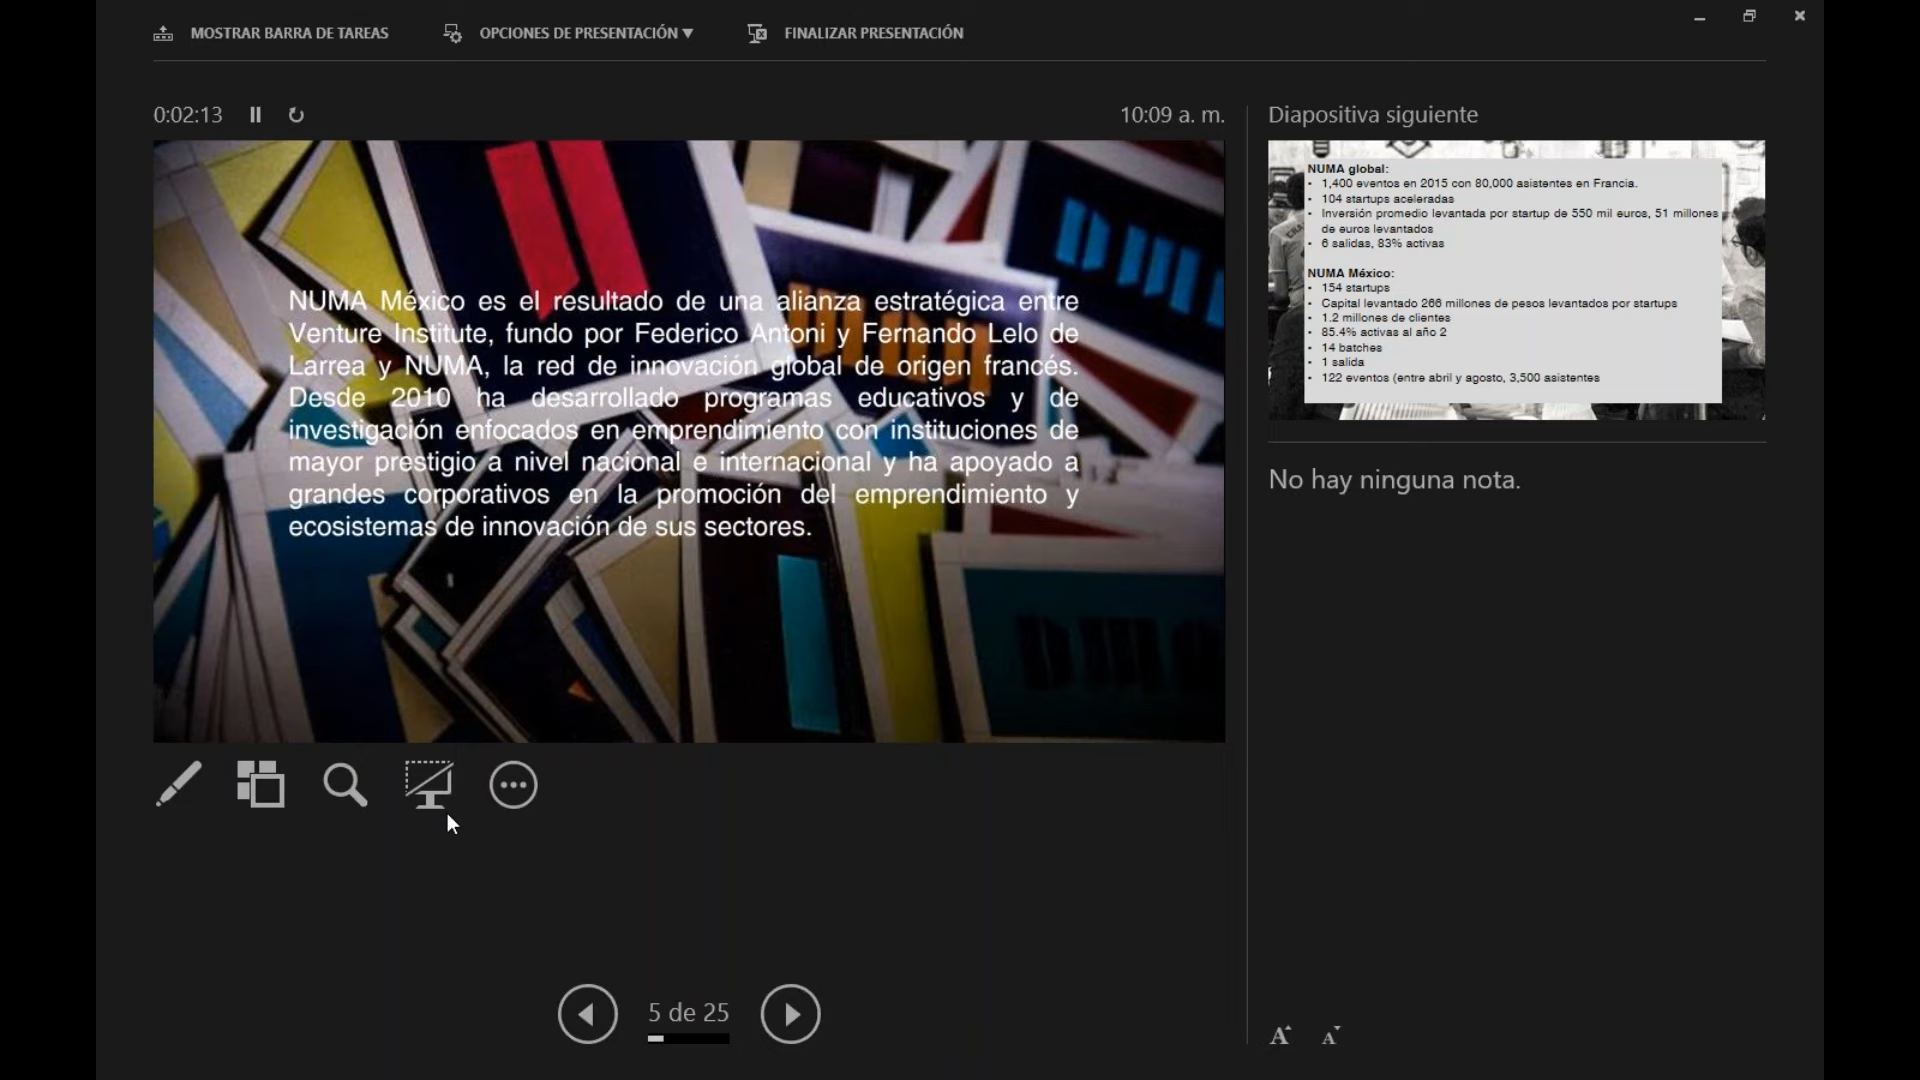 MOSTRAR BARRA DE TAREAS
OPCIONES DE PRESENTACIÓN
FINALIZAR PRESENTACIÓN
0:02:13
10:09 a. m.
NUMA México es el resultado de una alianza estratégica entre
Venture Institute, fundo por Federico Antoni y Fernando Lelo de
Larrea y NUMA, la red de innovación global de origen francés.
Desde 2010 ha desarrollado programas educativos y de
investigación enfocados en emprendimiento con instituciones de
mayor prestigio a nivel nacional e internacional y ha apoyado a
grandes corporativos en la promoción del emprendimiento y
ecosistemas de innovación de sus sectores.
5 de 25
Diapositiva siguiente
NUMA global:
• 1,400 eventos en 2015 con 80,000 asistentes en Francia.
• 104 startups aceleradas
• Inversión promedio levantada por startup de 550 mil euros, 51 millones
de euros levantados
• 6 salidas, 83% activas
NUMA México:
• 154 startups
• Capital levantado 266 millones de pesos levantados por startups
• 1.2 millones de clientes
• 85.4% activas al año 2
• 14 batches
• 1 salida
• 122 eventos (entre abril y agosto, 3,500 asistentes
No hay ninguna nota.
A A